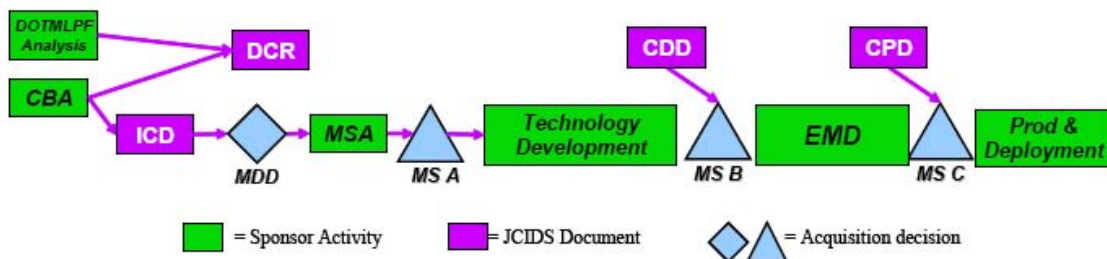 DOTMLPF
Analysis
DCR
CDD
CPD
CBA
ICD
MSA
Technology
Development
EMD
Prod &
Deployment
MDD
MS A
MS B
MS C
= Sponsor Activity
= JCIDS Document
= Acquisition decision